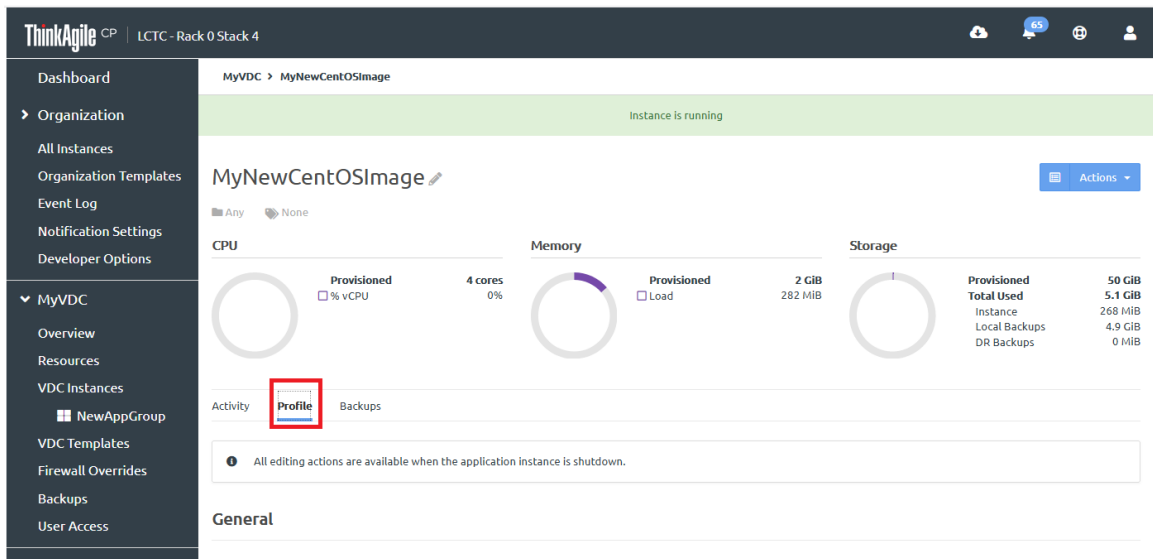 ThinkAgile CP | LCTC - Rack 0 Stack 4
65
Dashboard
Organization
All Instances
Organization Templates
Event Log
Notification Settings
Developer Options
MyVDC
Overview
Resources
VDC Instances
NewAppGroup
VDC Templates
Firewall Overrides
Backups
User Access
MyVDC > MyNewCentOSImage
Instance is running
MyNewCentOSImage
Actions
Any None
CPU
Provisioned 4 cores
% vCPU 0%
Memory
Provisioned 2 GiB
Load 282 MiB
Storage
Provisioned 50 GiB
Total Used 5.1 GiB
Instance 268 MiB
Local Backups 4.9 GiB
DR Backups 0 MiB
Activity Profile Backups
All editing actions are available when the application instance is shutdown.
General